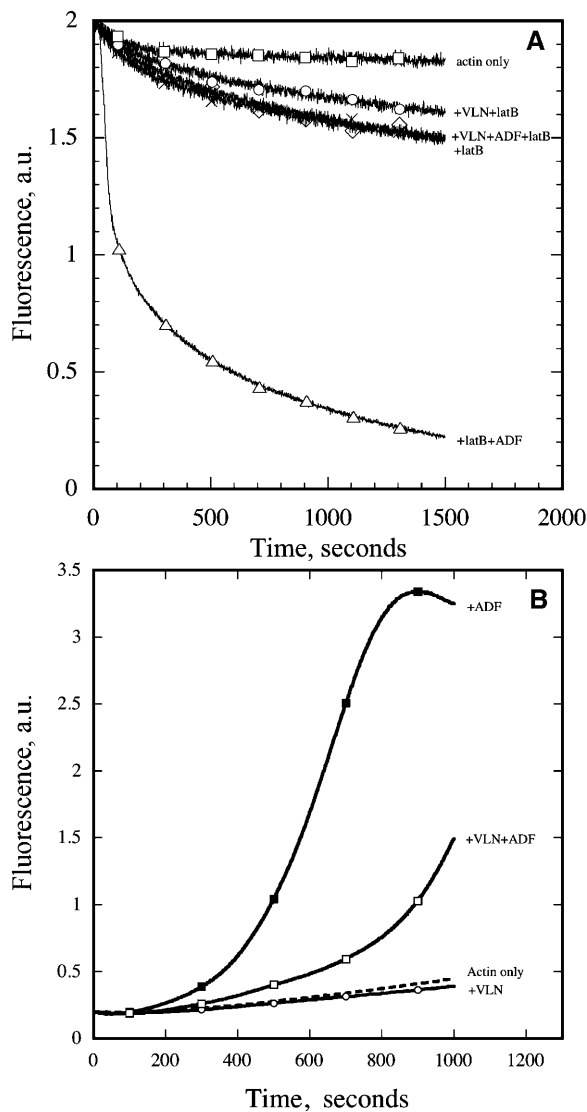 A
2
1.5
1
0.5
0
Fluorescence, a.u.
actin only
+VLN+latB
+VLN+ADF+latB
+latB
+latB+ADF
0 500 1000 1500 2000
Time, seconds
B
3.5
3
2.5
2
1.5
1
0.5
0
Fluorescence, a.u.
+ADF
+VLN+ADF
Actin only
+VLN
0 200 400 600 800 1000 1200
Time, seconds